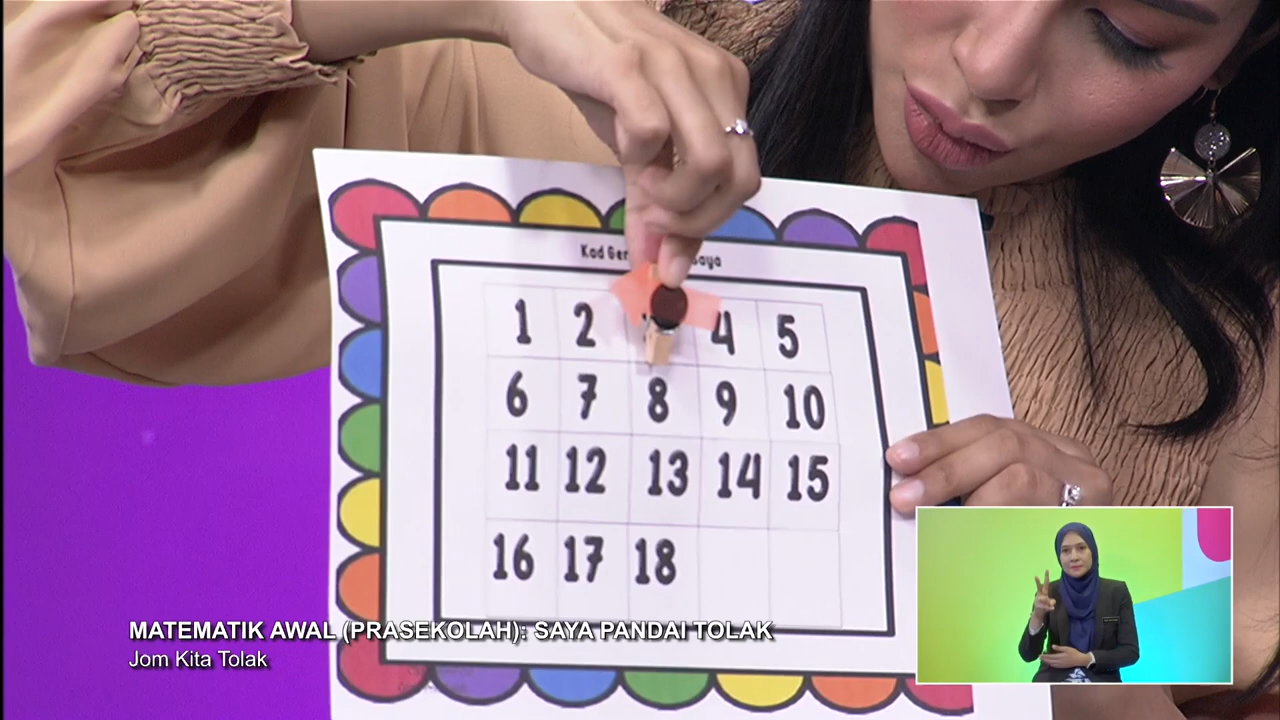 Kad Ger Saya
1 2 4 5
6 7 8 9 10
11 12 13 14 15
16 17 18
MATEMATIK AWAL (PRASEKOLAH): SAYA PANDAI TOLAK
Jom Kita Tolak